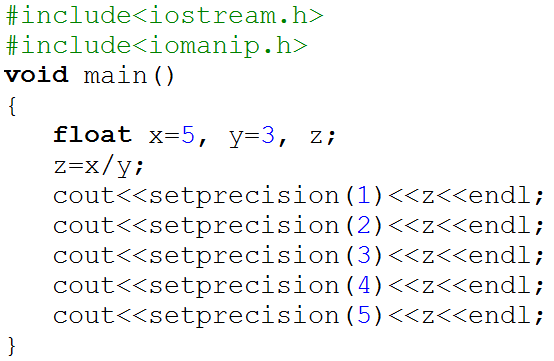 #include<iostream.h>
#include<iomanip.h>
void main()
{
   float x=5, y=3, z;
   z=x/y;
   cout<<setprecision(1)<<z<<endl;
   cout<<setprecision(2)<<z<<endl;
   cout<<setprecision(3)<<z<<endl;
   cout<<setprecision(4)<<z<<endl;
   cout<<setprecision(5)<<z<<endl;
}